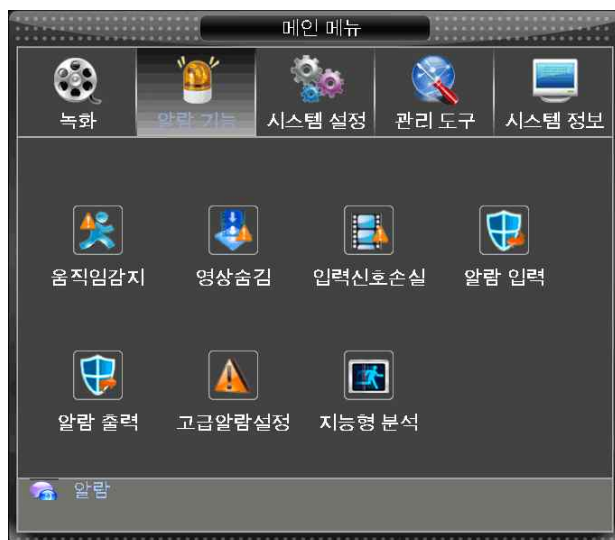 메인 메뉴
녹화 알람 기능 시스템 설정 관리 도구 시스템 정보
움직임감지 영상숨김 입력신호손실 알람 입력
알람 출력 고급알람설정 지능형 분석
알람